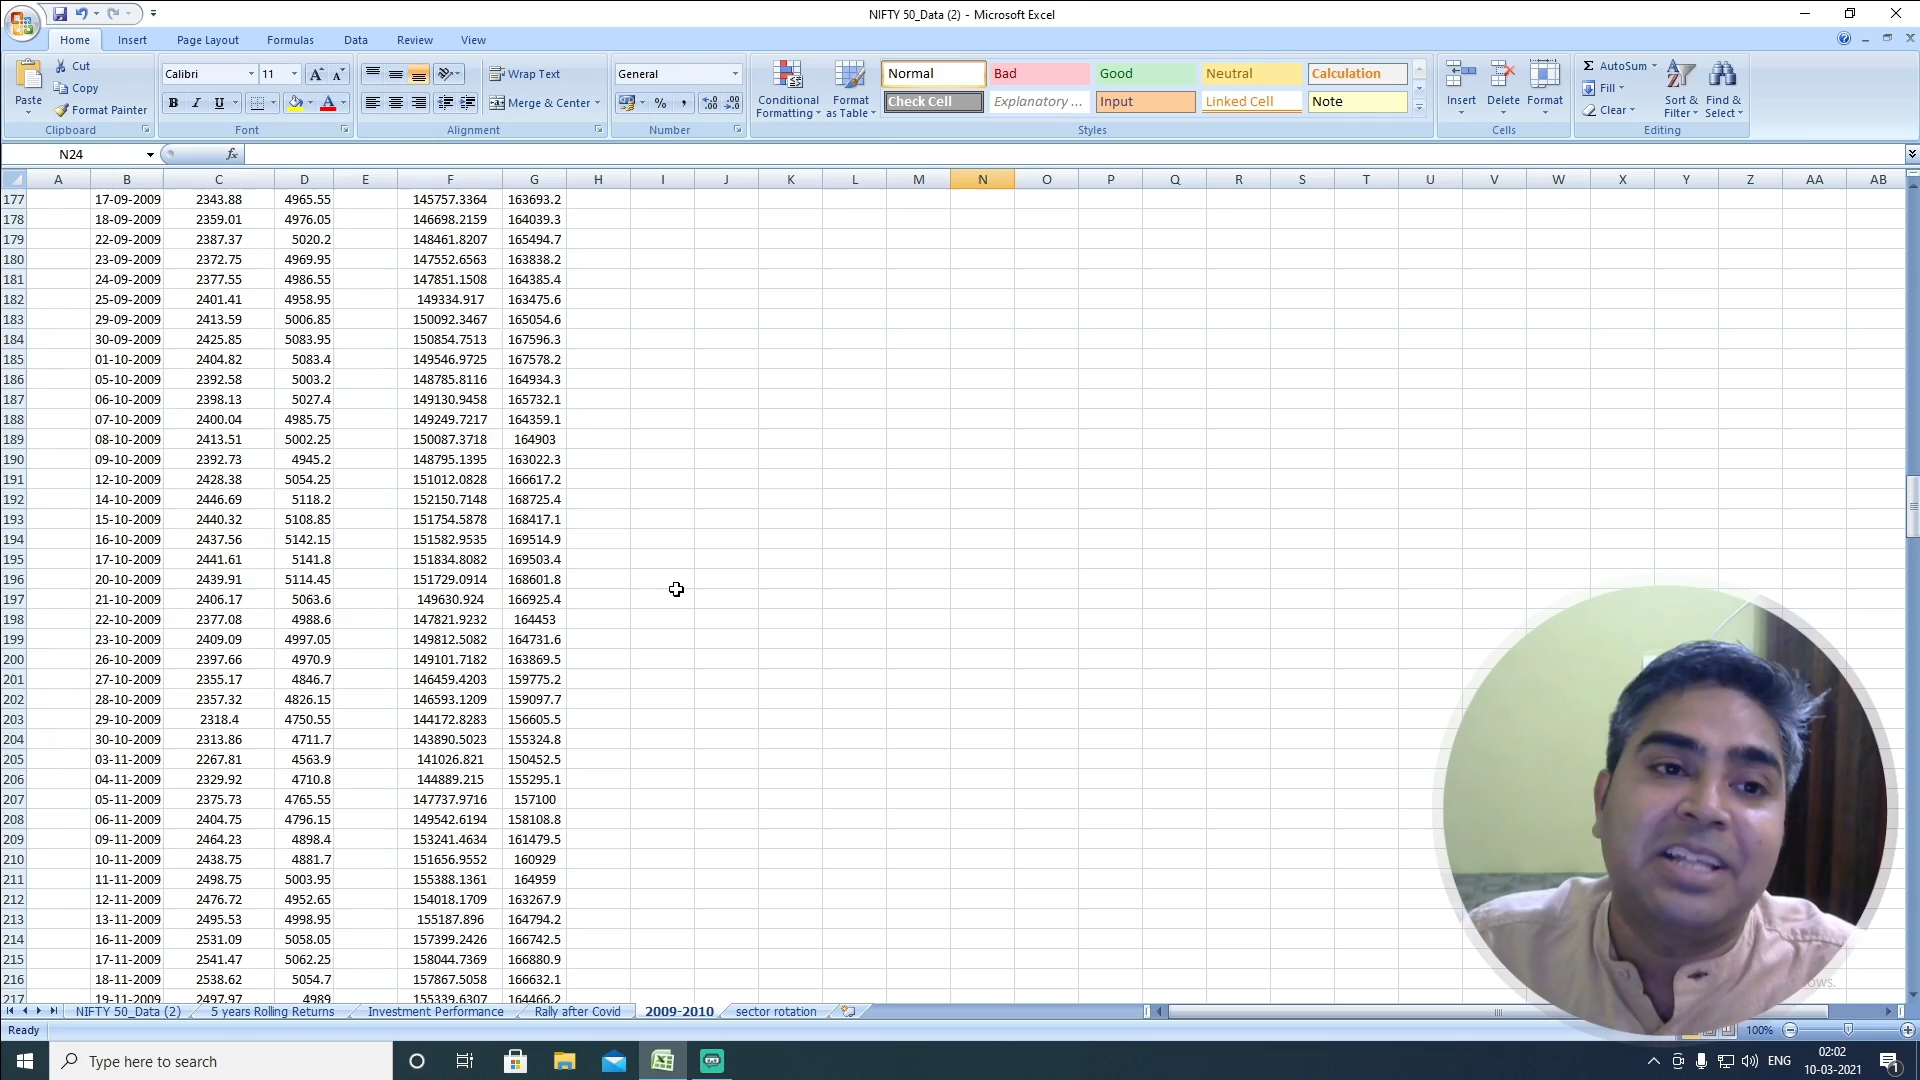 NIFTY 50_Data (2) - Microsoft Excel
Home Insert Page Layout Formulas Data Review View
Paste Cut Copy Format Painter Clipboard
Calibri 11 B I U Font
Wrap Text Merge & Center Alignment
General % , Number
Conditional Formatting Format as Table
Normal Bad Good Neutral Calculation
Check Cell Explanatory ... Input Linked Cell Note
Styles
Insert Delete Format Cells
Σ AutoSum Fill Clear Sort & Filter Find & Select Editing
N24 fx
A B C D E F G H I J K L M N O P Q R S T U V W X Y Z AA AB
177 17-09-2009 2343.88 4965.55 145757.3364 163693.2
178 18-09-2009 2359.01 4976.05 146698.2159 164039.3
179 22-09-2009 2387.37 5020.2 148461.8207 165494.7
180 23-09-2009 2372.75 4969.95 147552.6563 163838.2
181 24-09-2009 2377.55 4986.55 147851.1508 164385.4
182 25-09-2009 2401.41 4958.95 149334.917 163475.6
183 29-09-2009 2413.59 5006.85 150092.3467 165054.6
184 30-09-2009 2425.85 5083.95 150854.7513 167596.3
185 01-10-2009 2404.82 5083.4 149546.9725 167578.2
186 05-10-2009 2392.58 5003.2 148785.8116 164934.3
187 06-10-2009 2398.13 5027.4 149130.9458 165732.1
188 07-10-2009 2400.04 4985.75 149249.7217 164359.1
189 08-10-2009 2413.51 5002.25 150087.3718 164903
190 09-10-2009 2392.73 4945.2 148795.1395 163022.3
191 12-10-2009 2428.38 5054.25 151012.0828 166617.2
192 14-10-2009 2446.69 5118.2 152150.7148 168725.4
193 15-10-2009 2440.32 5108.85 151754.5878 168417.1
194 16-10-2009 2437.56 5142.15 151582.9535 169514.9
195 17-10-2009 2441.61 5141.8 151834.8082 169503.4
196 20-10-2009 2439.91 5114.45 151729.0914 168601.8
197 21-10-2009 2406.17 5063.6 149630.924 166925.4
198 22-10-2009 2377.08 4988.6 147821.9232 164453
199 23-10-2009 2409.09 4997.05 149812.5082 164731.6
200 26-10-2009 2397.66 4970.9 149101.7182 163869.5
201 27-10-2009 2355.17 4846.7 146459.4203 159775.2
202 28-10-2009 2357.32 4826.15 146593.1209 159097.7
203 29-10-2009 2318.4 4750.55 144172.8283 156605.5
204 30-10-2009 2313.86 4711.7 143890.5023 155324.8
205 03-11-2009 2267.81 4563.9 141026.821 150452.5
206 04-11-2009 2329.92 4710.8 144889.215 155295.1
207 05-11-2009 2375.73 4765.55 147737.9716 157100
208 06-11-2009 2404.75 4796.15 149542.6194 158108.8
209 09-11-2009 2464.23 4898.4 153241.4634 161479.5
210 10-11-2009 2438.75 4881.7 151656.9552 160929
211 11-11-2009 2498.75 5003.95 155388.1361 164959
212 12-11-2009 2476.72 4952.65 154018.1709 163267.9
213 13-11-2009 2495.53 4998.95 155187.896 164794.2
214 16-11-2009 2531.09 5058.05 157399.2426 166742.5
215 17-11-2009 2541.47 5062.25 158044.7369 166880.9
216 18-11-2009 2538.62 5054.7 157867.5058 166632.1
217 19-11-2009 2497.97 4989 155339.6307 164466.2
NIFTY 50_Data (2) 5 years Rolling Returns Investment Performance Rally after Covid 2009-2010 sector rotation
Ready 100%
Type here to search ENG 02:02 10-03-2021 1